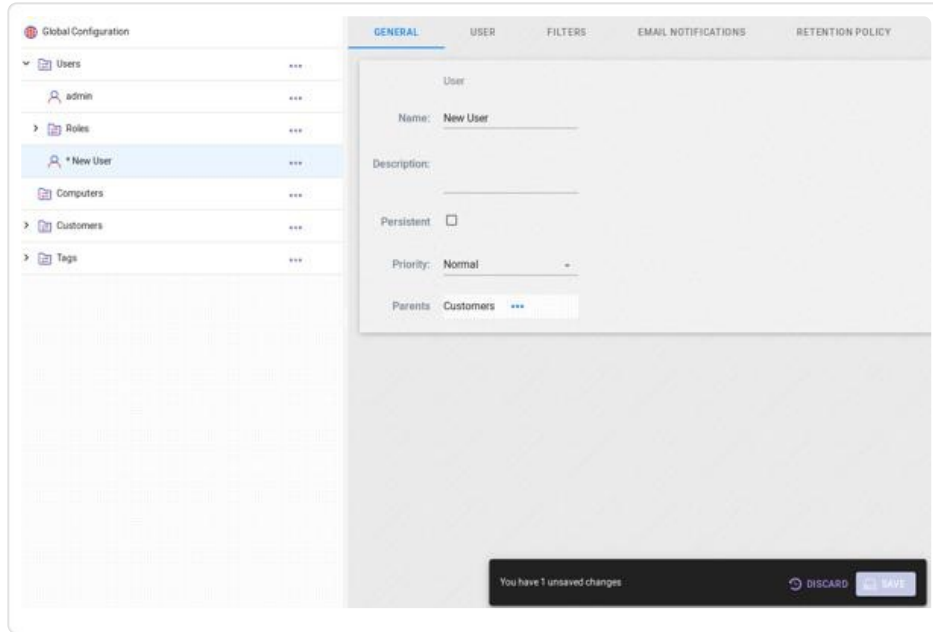 Global Configuration
Users
admin
Roles
* New User
Computers
Customers
Tags
GENERAL USER FILTERS EMAIL NOTIFICATIONS RETENTION POLICY
User
Name: New User
Description:
Persistent
Priority: Normal
Parents Customers
You have 1 unsaved changes DISCARD SAVE